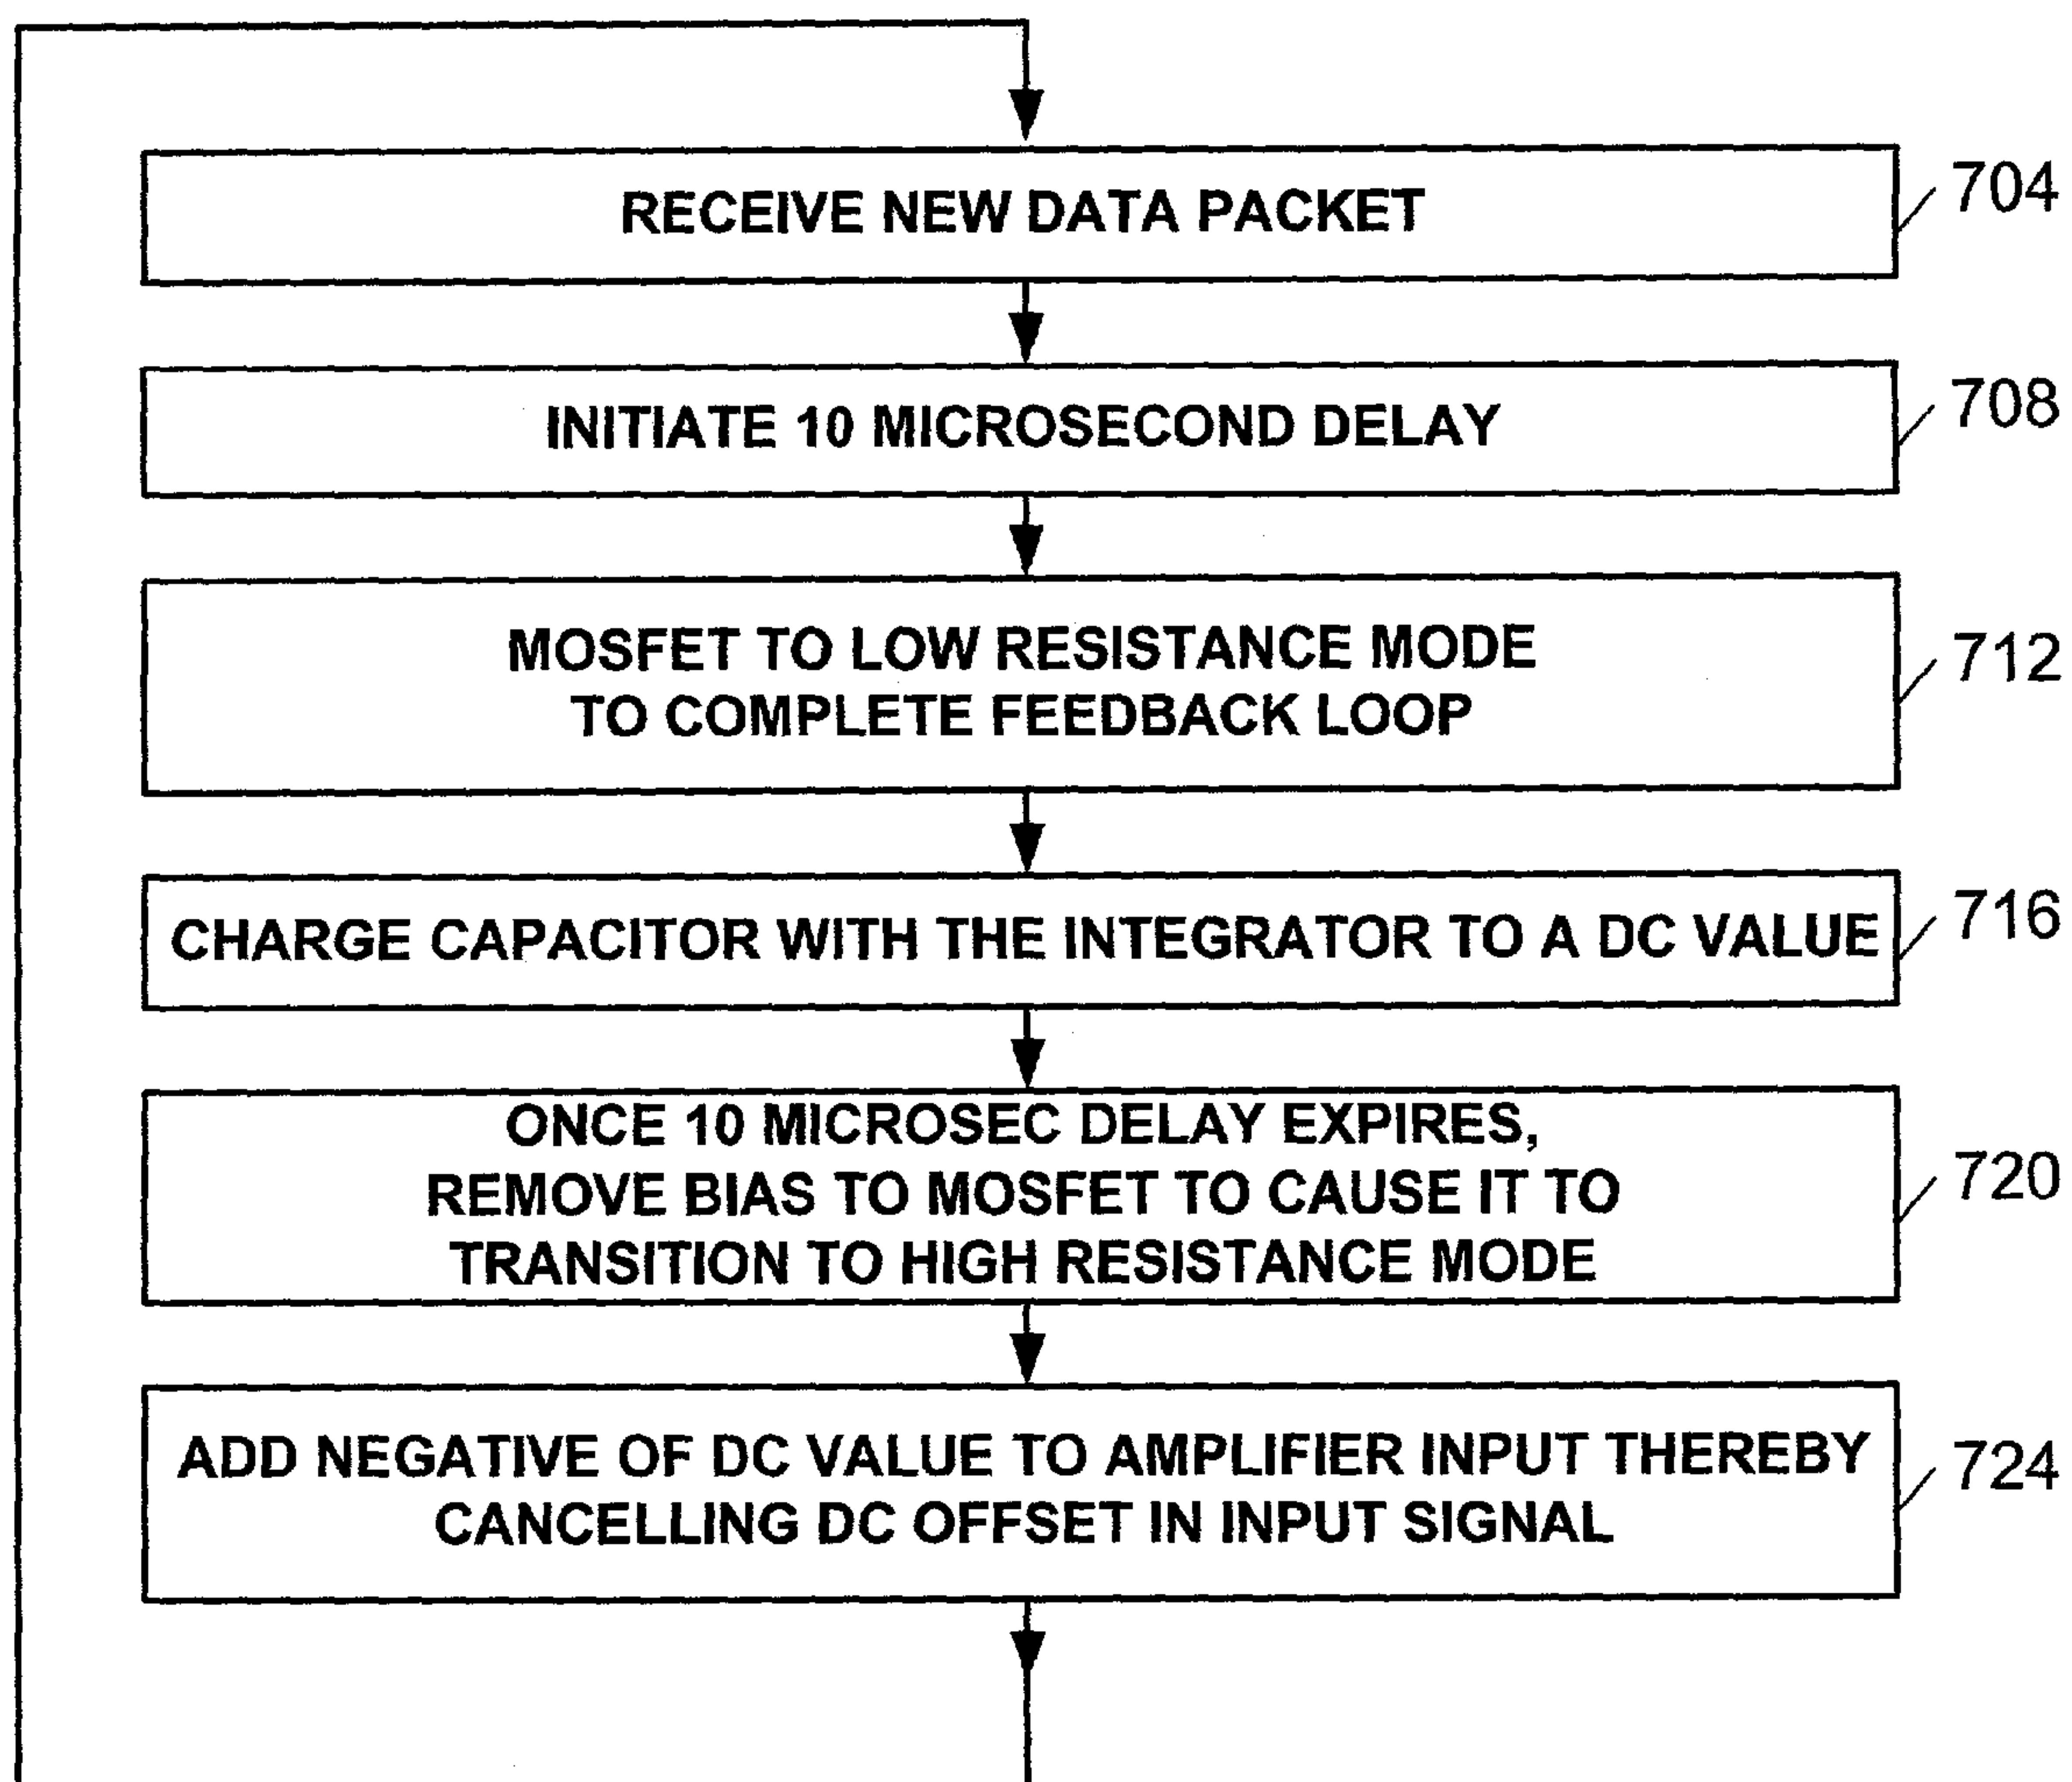 RECEIVE NEW DATA PACKET
704
INITIATE 10 MICROSECOND DELAY
708
MOSFET TO LOW RESISTANCE MODE
TO COMPLETE FEEDBACK LOOP
712
CHARGE CAPACITOR WITH THE INTEGRATOR TO A DC VALUE
716
ONCE 10 MICROSEC DELAY EXPIRES,
REMOVE BIAS TO MOSFET TO CAUSE IT TO
TRANSITION TO HIGH RESISTANCE MODE
720
ADD NEGATIVE OF DC VALUE TO AMPLIFIER INPUT THEREBY
CANCELLING DC OFFSET IN INPUT SIGNAL
724